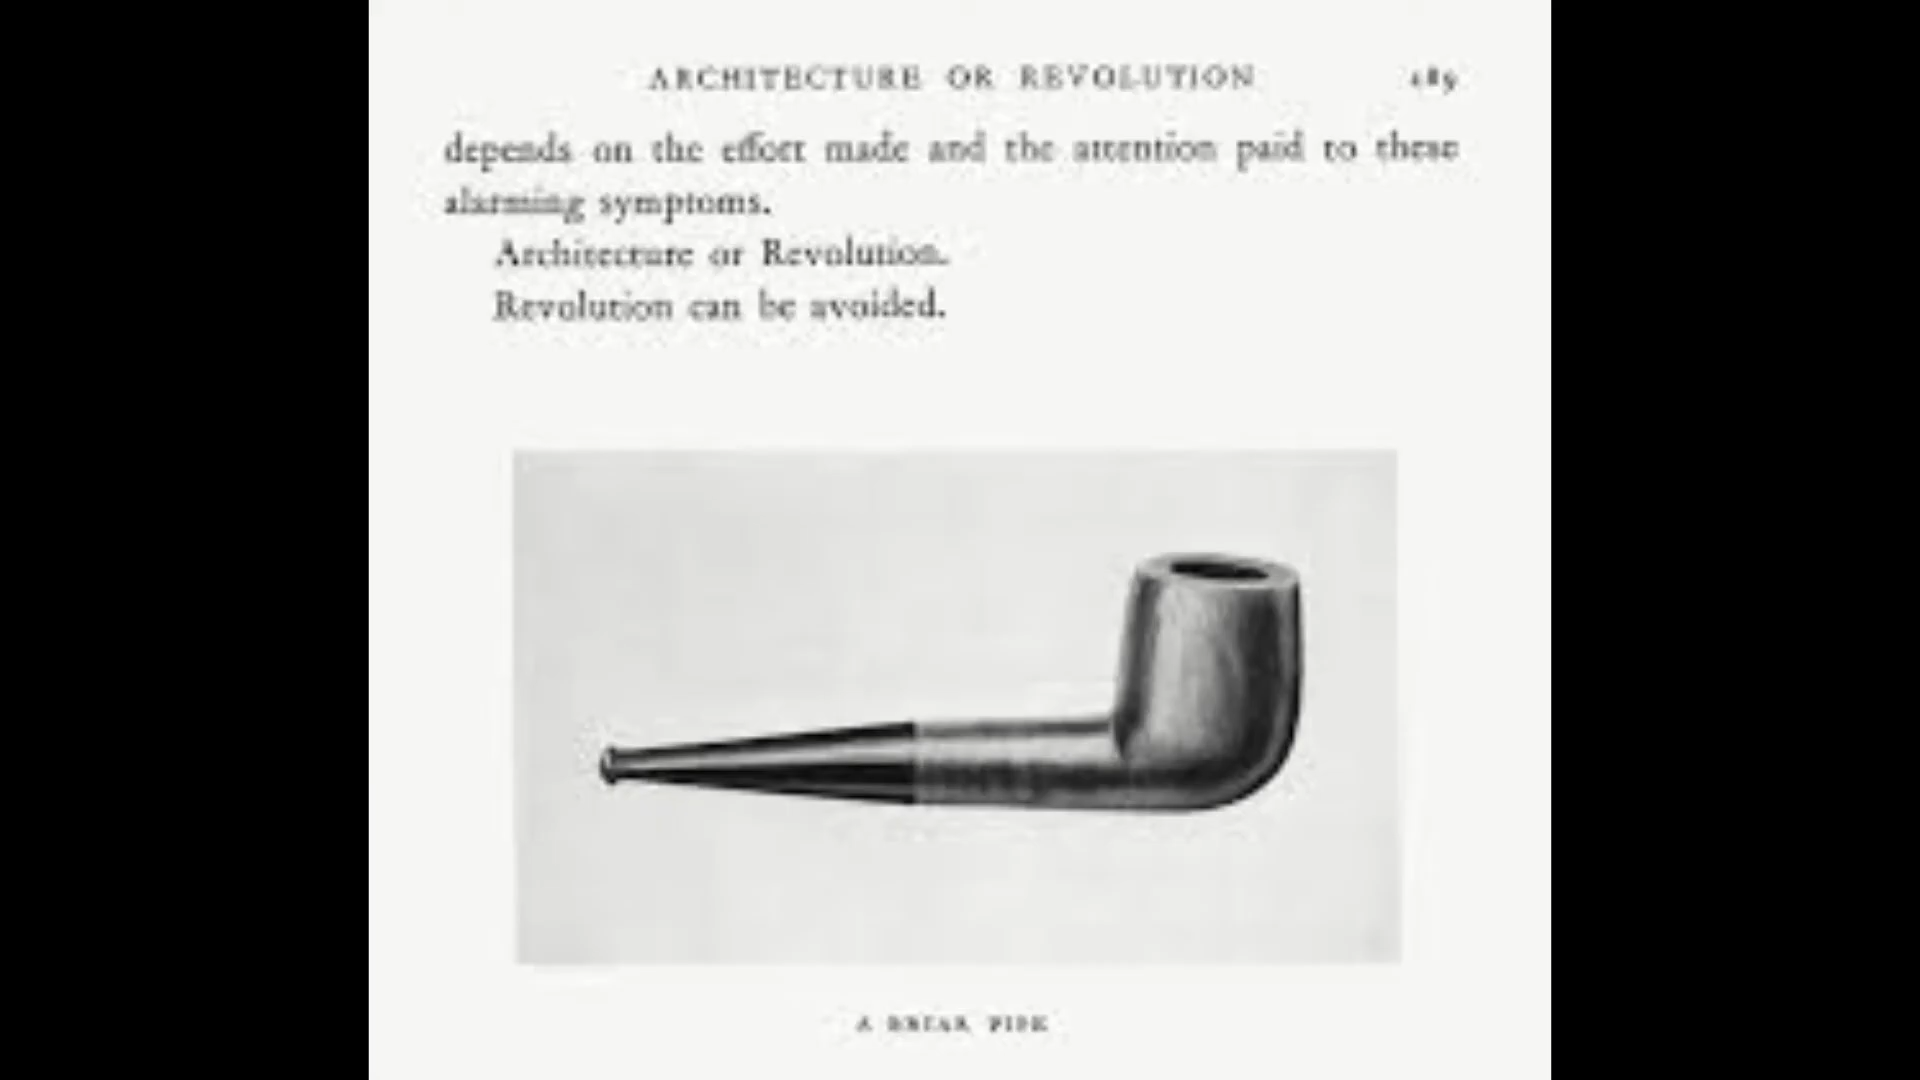 ARCHITECTURE OR REVOLUTION 289
depends on the effort made and the attention paid to these
alarming symptoms.
Architecture or Revolution.
Revolution can be avoided.
A BRIAR PIPE